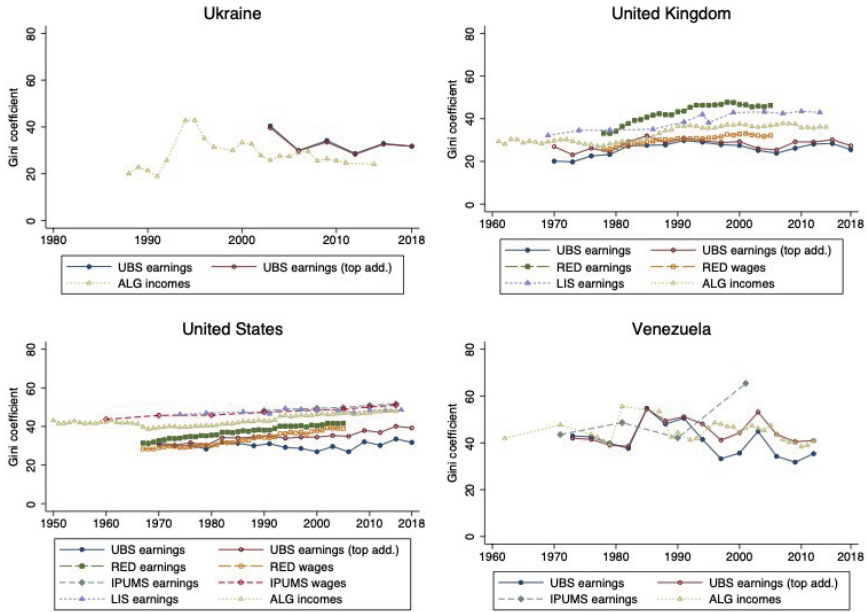 Ukraine
Gini coefficient
80
60
40
20
0
1980
1990
2000
2010
2018
UBS earnings
UBS earnings (top add.)
ALG incomes
United Kingdom
Gini coefficient
80
60
40
20
0
1960
1970
1980
1990
2000
2010
2018
UBS earnings
UBS earnings (top add.)
RED earnings
RED wages
LIS earnings
ALG incomes
United States
Gini coefficient
80
60
40
20
0
1950
1960
1970
1980
1990
2000
2010
2018
UBS earnings
UBS earnings (top add.)
RED earnings
RED wages
IPUMS earnings
IPUMS wages
LIS earnings
ALG incomes
Venezuela
Gini coefficient
80
60
40
20
0
1960
1970
1980
1990
2000
2010
2018
UBS earnings
UBS earnings (top add.)
IPUMS earnings
ALG incomes